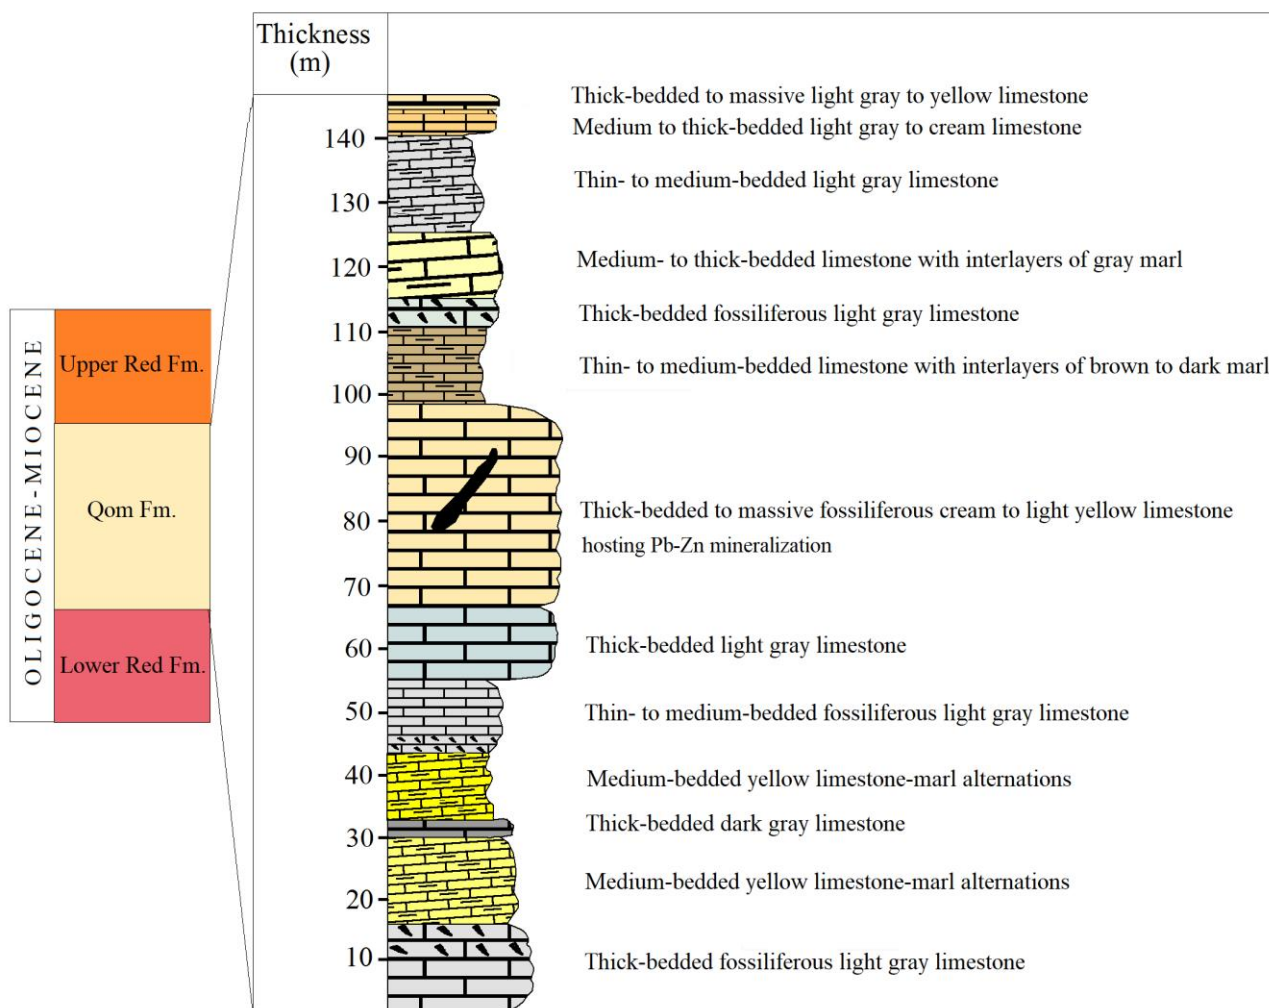 Thickness
(m)
Thick-bedded to massive light gray to yellow limestone
Medium to thick-bedded light gray to cream limestone
140
Thin- to medium-bedded light gray limestone
130
Medium- to thick-bedded limestone with interlayers of gray marl
120
Thick-bedded fossiliferous light gray limestone
110
Thin- to medium-bedded limestone with interlayers of brown to dark marl
100
90
Thick-bedded to massive fossiliferous cream to light yellow limestone
hosting Pb-Zn mineralization
80
70
Thick-bedded light gray limestone
60
Thin- to medium-bedded fossiliferous light gray limestone
50
Medium-bedded yellow limestone-marl alternations
40
Thick-bedded dark gray limestone
30
Medium-bedded yellow limestone-marl alternations
20
Thick-bedded fossiliferous light gray limestone
10
OLIGOCENE-MIOCENE
Upper Red Fm.
Qom Fm.
Lower Red Fm.